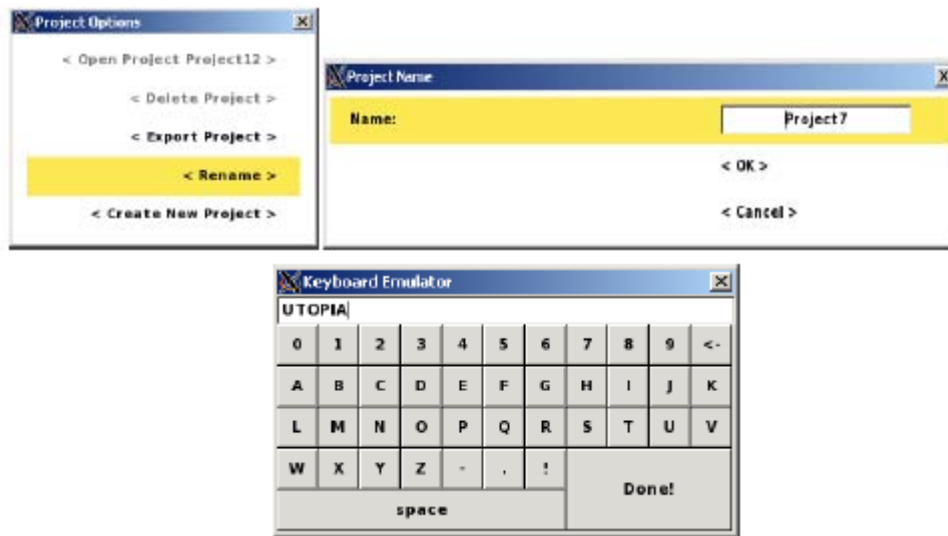 Project Options
< Open Project Project12 >
< Delete Project >
< Export Project >
< Rename >
< Create New Project >
Project Name
Name: Project7
< OK >
< Cancel >
Keyboard Emulator
UTOPIA
0 1 2 3 4 5 6 7 8 9 <-
A B C D E F G H I J K
L M N O P Q R S T U V
W X Y Z - . !
Done!
space